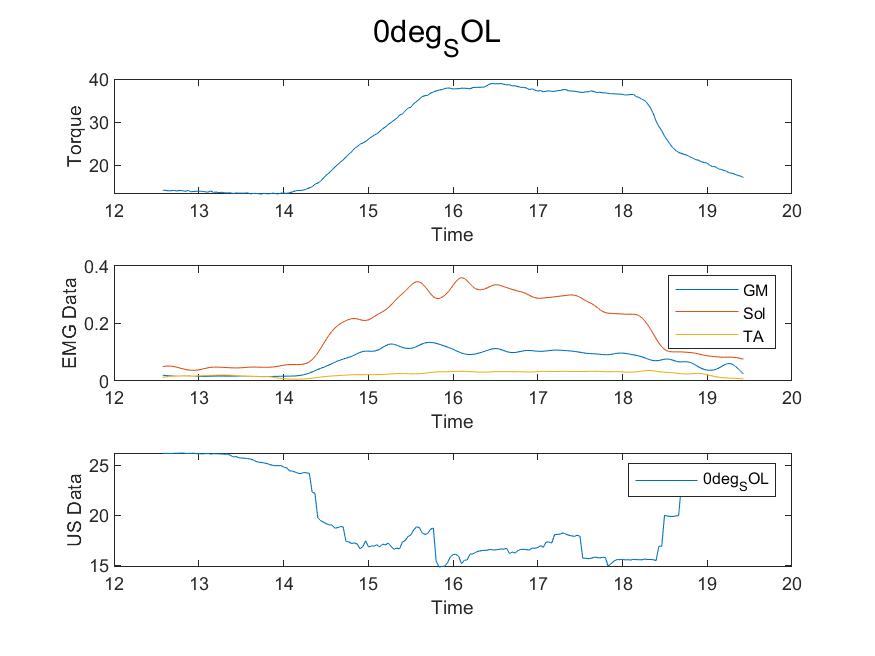 0deg_SOL
40
30
20
Torque
12 13 14 15 16 17 18 19 20
Time
0.4
0.2
0
EMG Data
GM
Sol
TA
12 13 14 15 16 17 18 19 20
Time
25
20
15
US Data
0deg_SOL
12 13 14 15 16 17 18 19 20
Time